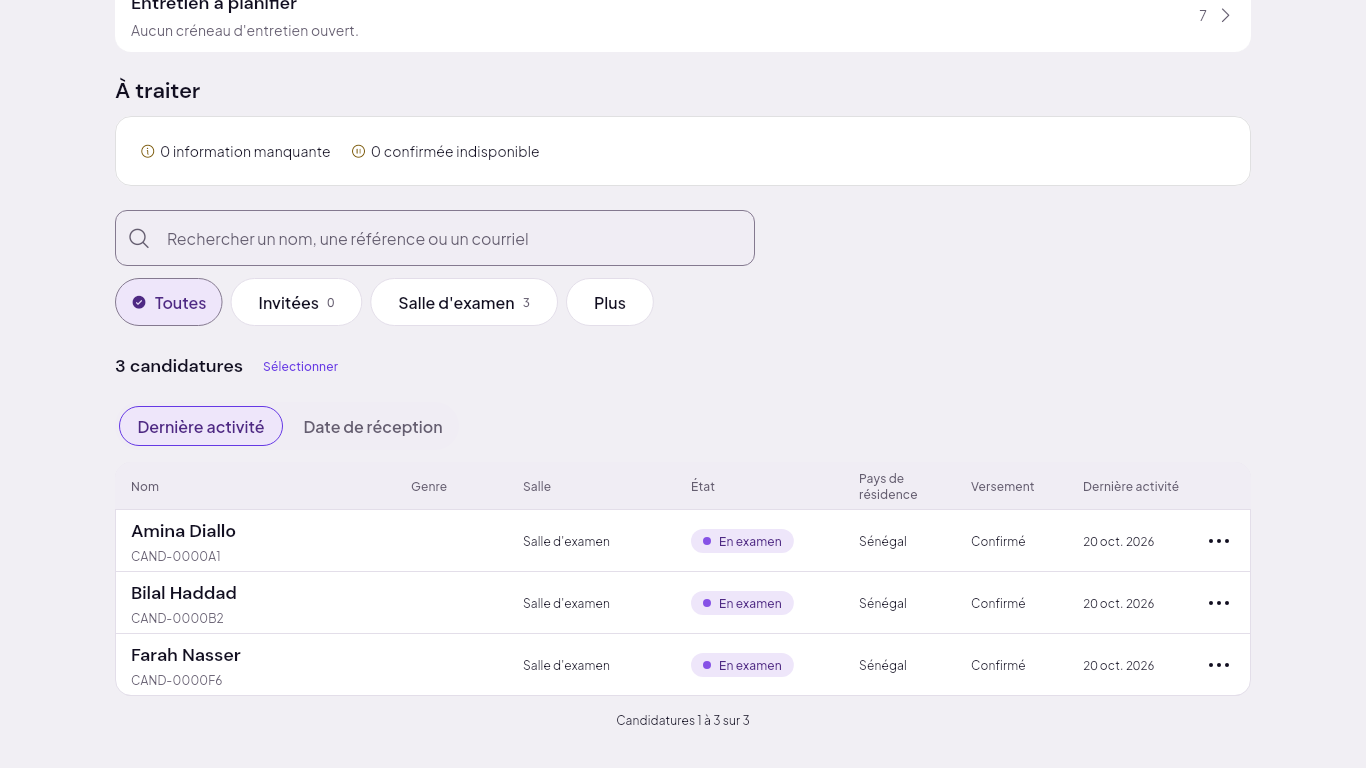 Entretien à planifier
Aucun créneau d'entretien ouvert.
7
À traiter
0 information manquante
0 confirmée indisponible
Rechercher un nom, une référence ou un courriel
Toutes
Invitées 0
Salle d'examen 3
Plus
3 candidatures
Sélectionner
Dernière activité
Date de réception
Nom
Genre
Salle
État
Pays de
résidence
Versement
Dernière activité
Amina Diallo
CAND-0000A1
Salle d'examen
En examen
Sénégal
Confirmé
20 oct. 2026
Bilal Haddad
CAND-0000B2
Salle d'examen
En examen
Sénégal
Confirmé
20 oct. 2026
Farah Nasser
CAND-0000F6
Salle d'examen
En examen
Sénégal
Confirmé
20 oct. 2026
Candidatures 1 à 3 sur 3